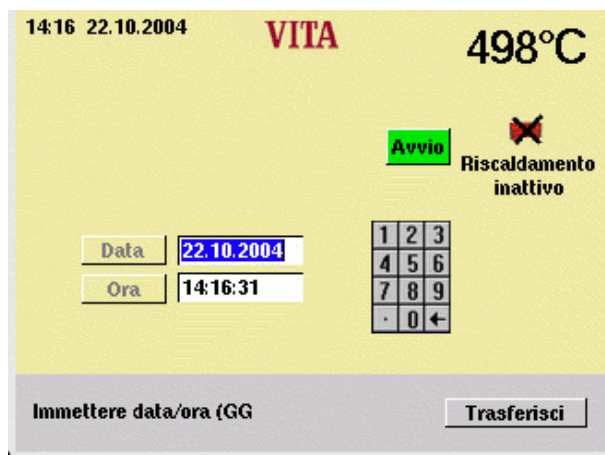 14:16 22.10.2004
VITA
498°C
Avvio
Riscaldamento
inattivo
Data 22.10.2004
Ora 14:16:31
1 2 3
4 5 6
7 8 9
· 0 ←
Immettere data/ora (GG
Trasferisci